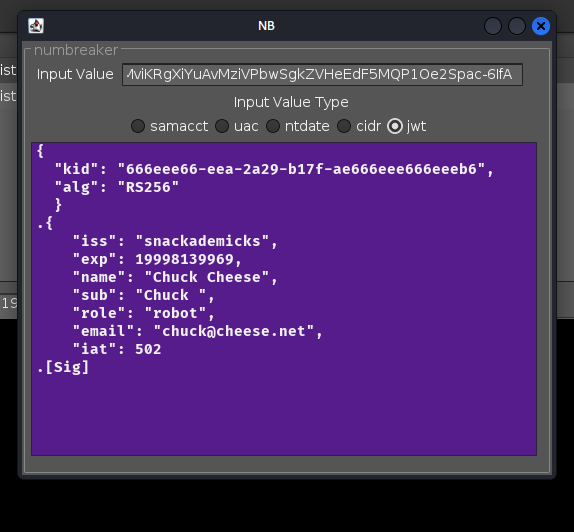 NB
numbreaker
Input Value
MviKRgXiYuAvMziVPbwSgkZVHeEdF5MQP1Oe2Spac-6IfA
Input Value Type
samacct uac ntdate cidr jwt
{
"kid": "666eee66-eea-2a29-b17f-ae666eee666eeeb6",
"alg": "RS256"
}
.{
"iss": "snackademicks",
"exp": 19998139969,
"name": "Chuck Cheese",
"sub": "Chuck ",
"role": "robot",
"email": "chuck@cheese.net",
"iat": 502
.[Sig]
ist
ist
19